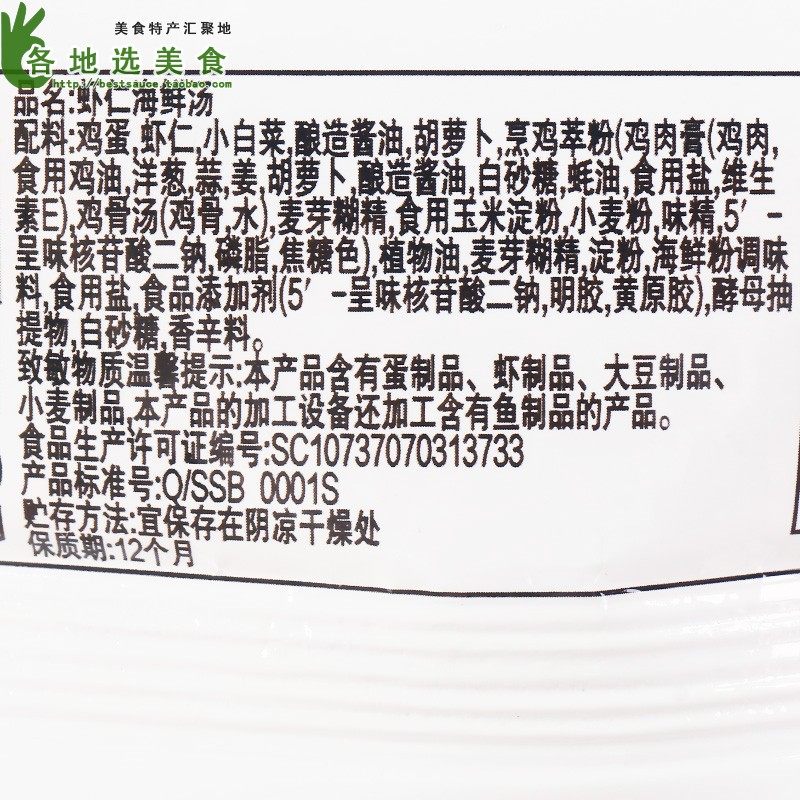 美食特产汇聚地
各地选美食
http://bestsauce.taobao.com
品名:虾仁海鲜汤
配料:鸡蛋,虾仁,小白菜,酿造酱油,胡萝卜,烹鸡萃粉(鸡肉膏(鸡肉,
食用鸡油,洋葱,蒜,姜,胡萝卜,酿造酱油,白砂糖,蚝油,食用盐,维生
素E),鸡骨汤(鸡骨,水),麦芽糊精,食用玉米淀粉,小麦粉,味精,5′-
呈味核苷酸二钠,磷脂,焦糖色),植物油,麦芽糊精,淀粉,海鲜粉调味
料,食用盐,食品添加剂(5′-呈味核苷酸二钠,明胶,黄原胶),酵母抽
提物,白砂糖,香辛料。
致敏物质温馨提示:本产品含有蛋制品、虾制品、大豆制品、
小麦制品,本产品的加工设备还加工含有鱼制品的产品。
食品生产许可证编号:SC10737070313733
产品标准号:Q/SSB 0001S
贮存方法:宜保存在阴凉干燥处
保质期:12个月